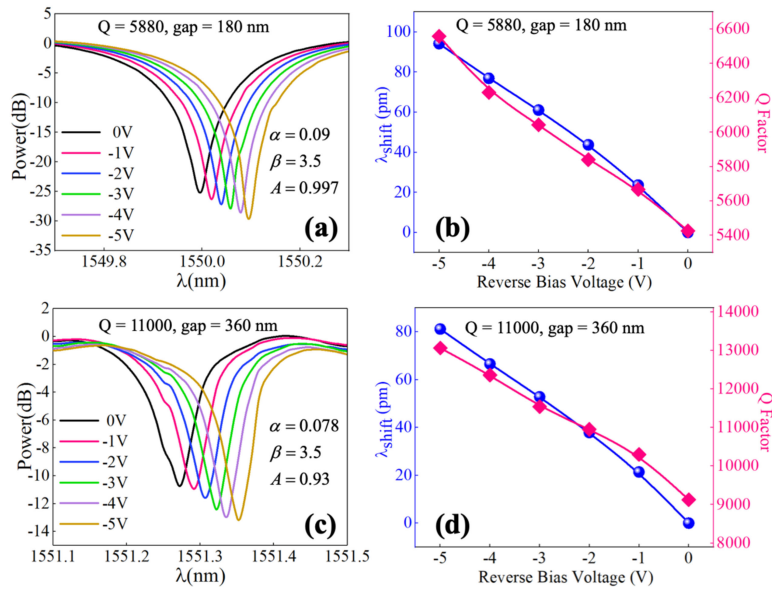 (a)
Q = 5880, gap = 180 nm
Power(dB)
5
0
-5
-10
-15
-20
-25
-30
-35
0V
-1V
-2V
-3V
-4V
-5V
α = 0.09
β = 3.5
A = 0.997
1549.8 1550.0 1550.2
λ(nm)
(b)
Q = 5880, gap = 180 nm
λshift (pm)
100
80
60
40
20
0
6600
6400
6200
6000
5800
5600
5400
Q Factor
-5 -4 -3 -2 -1 0
Reverse Bias Voltage (V)
(c)
Q = 11000, gap = 360 nm
Power(dB)
2
0
-2
-4
-6
-8
-10
-12
-14
0V
-1V
-2V
-3V
-4V
-5V
α = 0.078
β = 3.5
A = 0.93
1551.1 1551.2 1551.3 1551.4 1551.5
λ(nm)
(d)
Q = 11000, gap = 360 nm
λshift (pm)
80
60
40
20
0
14000
13000
12000
11000
10000
9000
8000
Q Factor
-5 -4 -3 -2 -1 0
Reverse Bias Voltage (V)